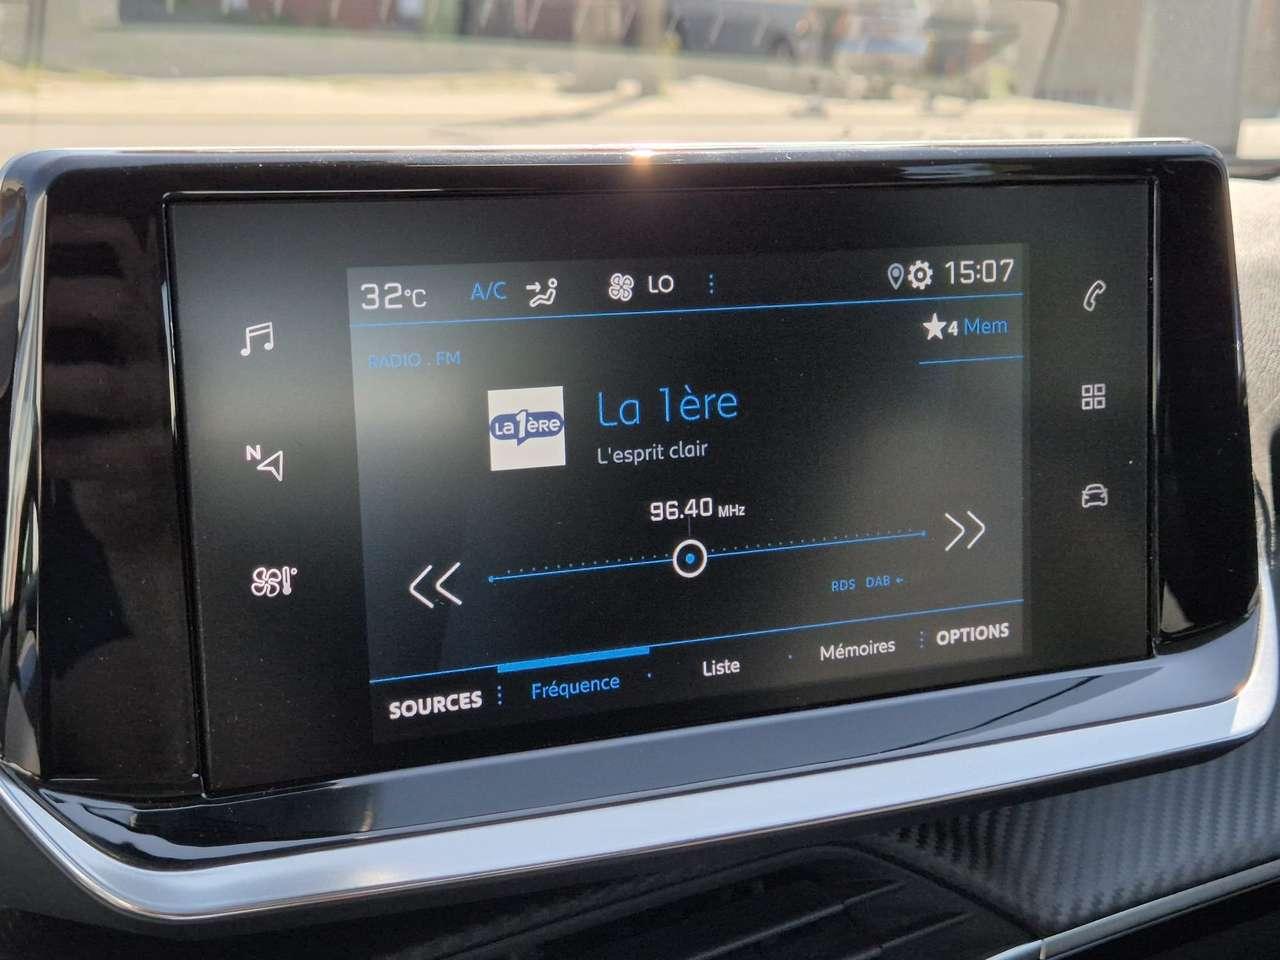 32°C A/C LO 15:07
4 Mem
RADIO . FM
La 1ère
La 1ère
L'esprit clair
N
96.40 MHz
RDS DAB
SOURCES Fréquence Liste Mémoires OPTIONS